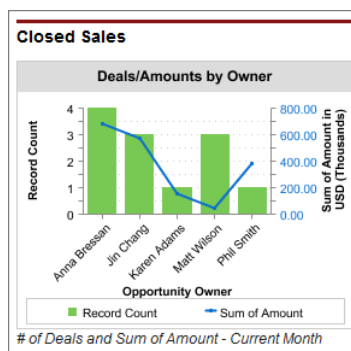 Closed Sales
Deals/Amounts by Owner
Record Count
4
3
2
1
0
800.00
600.00
400.00
200.00
0.00
Sum of Amount in
USD (Thousands)
Anna Bressan
Jin Chang
Karen Adams
Matt Wilson
Phil Smith
Opportunity Owner
Record Count
Sum of Amount
# of Deals and Sum of Amount - Current Month